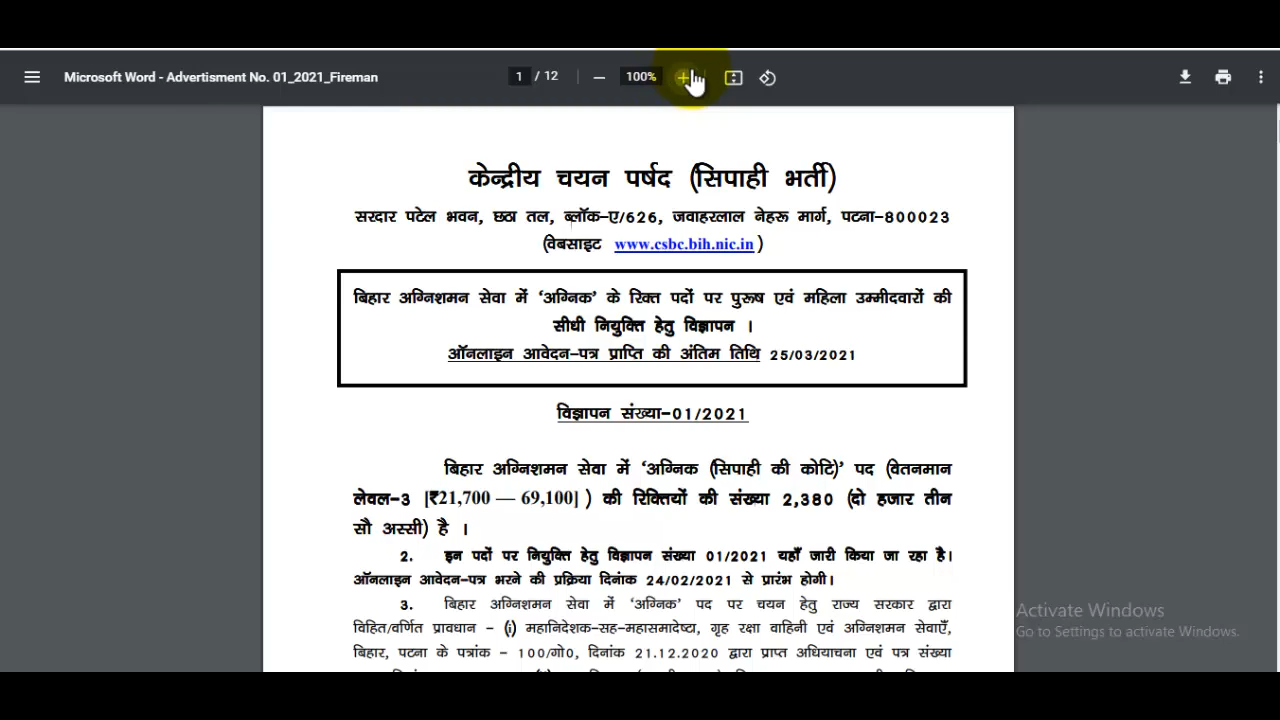 Microsoft Word - Advertisment No. 01_2021_Fireman
1 / 12
100%
केन्द्रीय चयन पर्षद (सिपाही भर्ती)
सरदार पटेल भवन, छठा तल, ब्लॉक-ए/626, जवाहरलाल नेहरू मार्ग, पटना-800023
(वेबसाइट www.csbc.bih.nic.in)
बिहार अग्निशमन सेवा में ‘अग्निक’ के रिक्त पदों पर पुरूष एवं महिला उम्मीदवारों की
सीधी नियुक्ति हेतु विज्ञापन ।
ऑनलाइन आवेदन-पत्र प्राप्ति की अंतिम तिथि 25/03/2021
विज्ञापन संख्या-01/2021
बिहार अग्निशमन सेवा में ‘अग्निक (सिपाही की कोटि)’ पद (वेतनमान
लेवल-3 [₹21,700 — 69,100] ) की रिक्तियों की संख्या 2,380 (दो हजार तीन
सौ अस्सी) है ।
2. इन पदों पर नियुक्ति हेतु विज्ञापन संख्या 01/2021 यहाँ जारी किया जा रहा है।
ऑनलाइन आवेदन-पत्र भरने की प्रक्रिया दिनांक 24/02/2021 से प्रारंभ होगी।
3. बिहार अग्निशमन सेवा में ‘अग्निक’ पद पर चयन हेतु राज्य सरकार द्वारा
विहित/वर्णित प्रावधान – (i) महानिदेशक-सह-महासमादेष्टा, गृह रक्षा वाहिनी एवं अग्निशमन सेवाएँ,
बिहार, पटना के पत्रांक – 100/गो0, दिनांक 21.12.2020 द्वारा प्राप्त अधियाचना एवं पत्र संख्या
Activate Windows
Go to Settings to activate Windows.